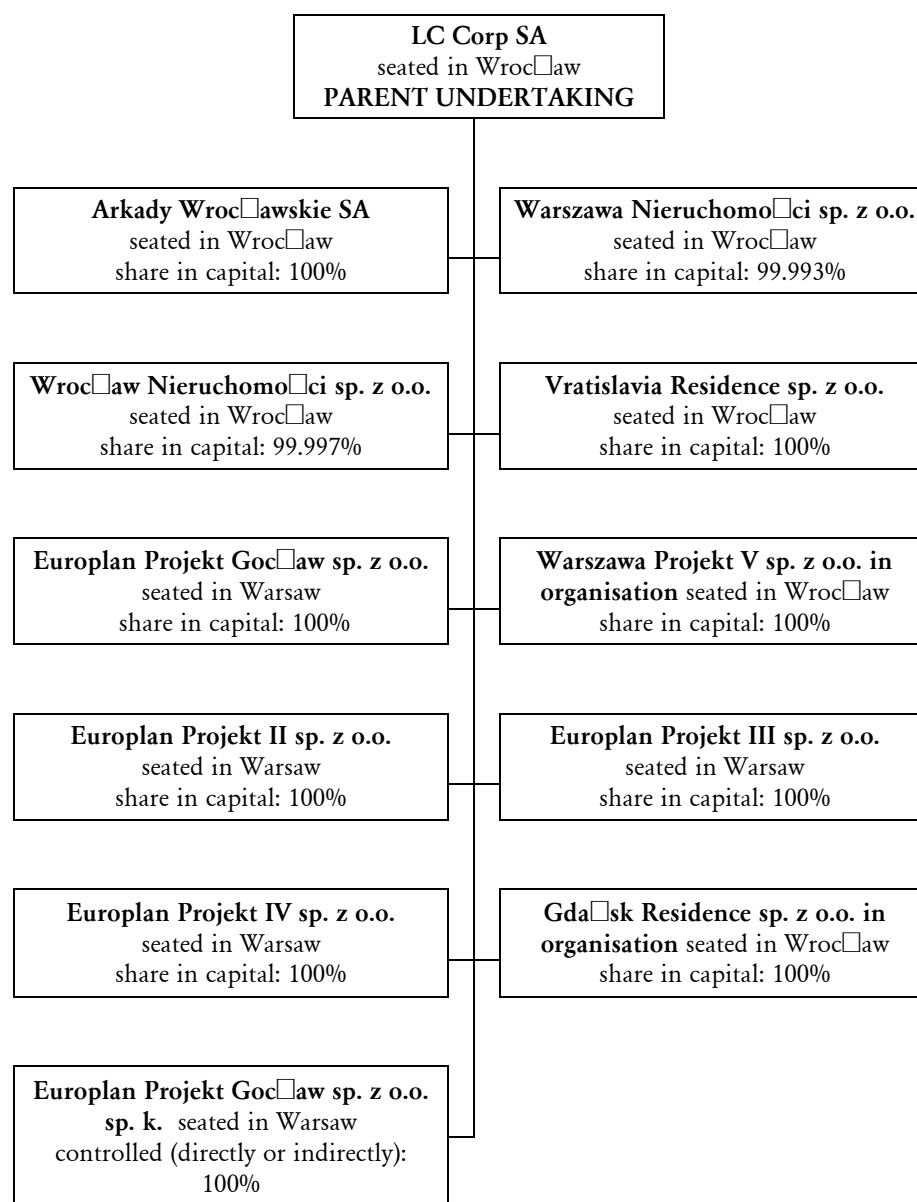 LC Corp SA
seated in Wroc□aw
PARENT UNDERTAKING
Arkady Wroc□awskie SA
seated in Wroc□aw
share in capital: 100%
Warszawa Nieruchomo□ci sp. z o.o.
seated in Wroc□aw
share in capital: 99.993%
Wroc□aw Nieruchomo□ci sp. z o.o.
seated in Wroc□aw
share in capital: 99.997%
Vratislavia Residence sp. z o.o.
seated in Wroc□aw
share in capital: 100%
Europlan Projekt Goc□aw sp. z o.o.
seated in Warsaw
share in capital: 100%
Warszawa Projekt V sp. z o.o. in
organisation seated in Wroc□aw
share in capital: 100%
Europlan Projekt II sp. z o.o.
seated in Warsaw
share in capital: 100%
Europlan Projekt III sp. z o.o.
seated in Warsaw
share in capital: 100%
Europlan Projekt IV sp. z o.o.
seated in Warsaw
share in capital: 100%
Gda□sk Residence sp. z o.o. in
organisation seated in Wroc□aw
share in capital: 100%
Europlan Projekt Goc□aw sp. z o.o.
sp. k. seated in Warsaw
controlled (directly or indirectly):
100%